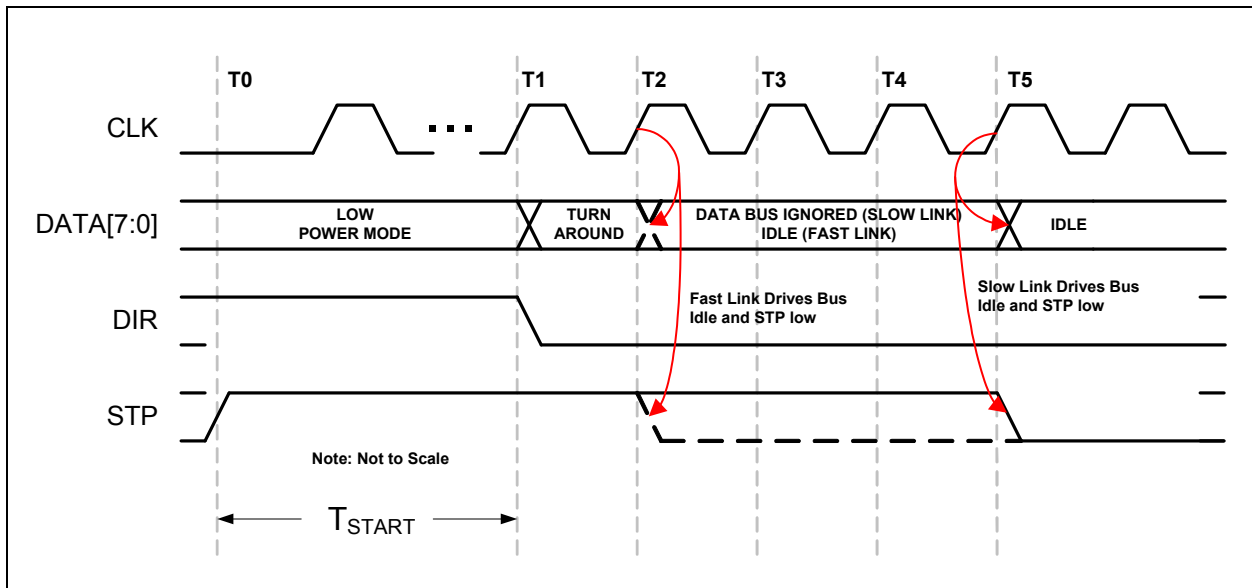 T0
T1
T2
T3
T4
T5
CLK
DATA[7:0]
LOW
POWER MODE
TURN
AROUND
DATA BUS IGNORED (SLOW LINK)
IDLE (FAST LINK)
IDLE
DIR
Fast Link Drives Bus
Idle and STP low
Slow Link Drives Bus
Idle and STP low
STP
Note: Not to Scale
TSTART